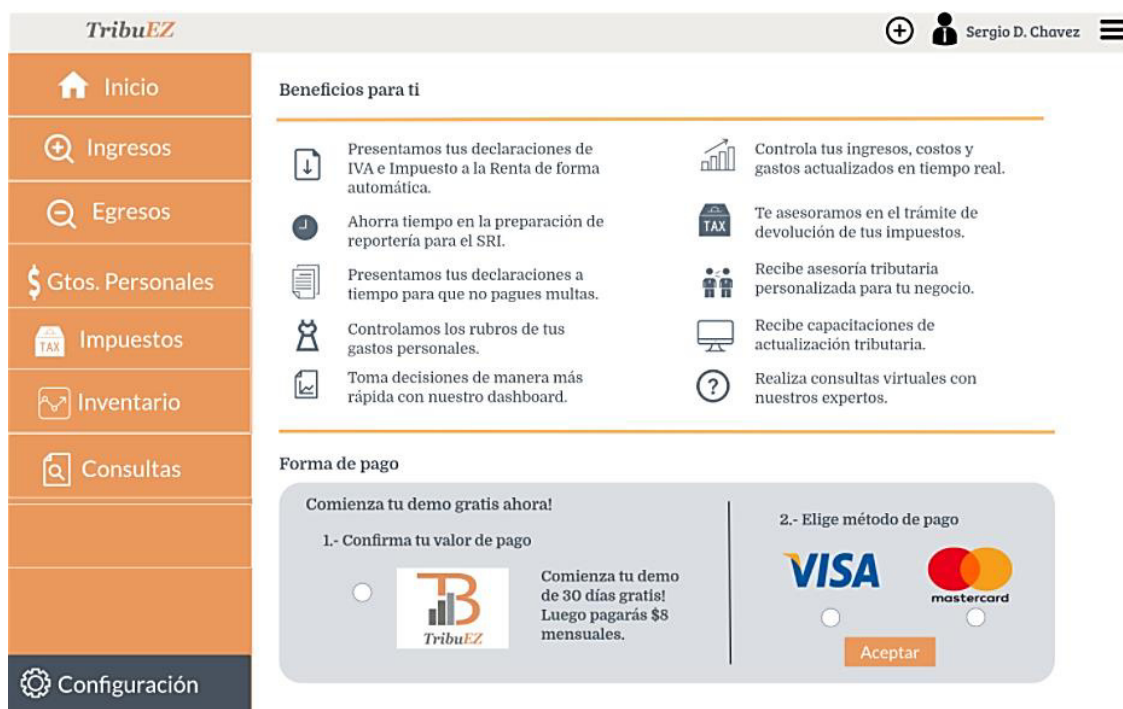 TribuEZ
Sergio D. Chavez
Inicio
Ingresos
Egresos
Gtos. Personales
TAX
Impuestos
Inventario
Consultas
Configuración
Beneficios para ti
Presentamos tus declaraciones de
IVA e Impuesto a la Renta de forma
automática.
Ahorra tiempo en la preparación de
reportería para el SRI.
Presentamos tus declaraciones a
tiempo para que no pagues multas.
Controlamos los rubros de tus
gastos personales.
Toma decisiones de manera más
rápida con nuestro dashboard.
Controla tus ingresos, costos y
gastos actualizados en tiempo real.
TAX
Te asesoramos en el trámite de
devolución de tus impuestos.
Recibe asesoría tributaria
personalizada para tu negocio.
Recibe capacitaciones de
actualización tributaria.
Realiza consultas virtuales con
nuestros expertos.
Forma de pago
Comienza tu demo gratis ahora!
1.- Confirma tu valor de pago
TB
TribuEZ
Comienza tu demo
de 30 días gratis!
Luego pagarás $8
mensuales.
2.- Elige método de pago
VISA
mastercard
Aceptar